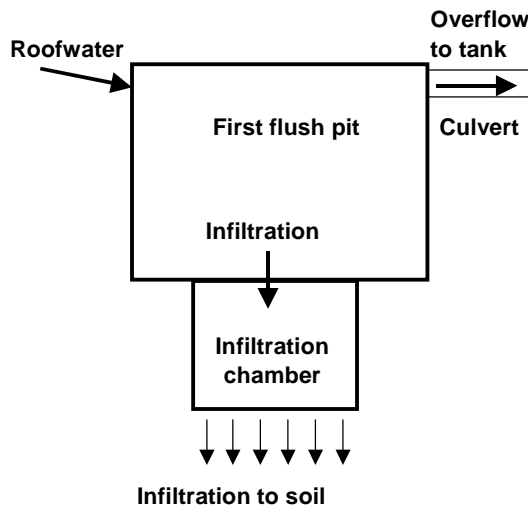 Overflow
to tank
Roofwater
Culvert
First flush pit
Infiltration
Infiltration
chamber
Infiltration to soil